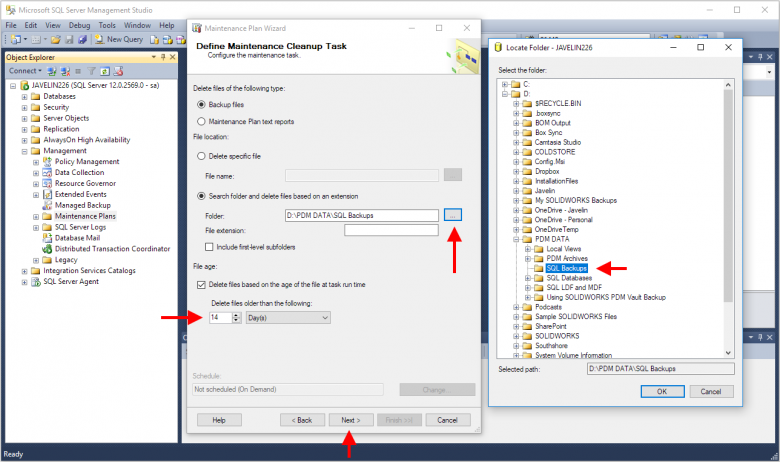 Microsoft SQL Server Management Studio
File Edit View Debug Tools Window Help
New Query
Object Explorer
Connect
JAVELIN226 (SQL Server 12.0.2569.0 - sa)
Databases
Security
Server Objects
Replication
AlwaysOn High Availability
Management
Policy Management
Data Collection
Resource Governor
Extended Events
Managed Backup
Maintenance Plans
SQL Server Logs
Database Mail
Distributed Transaction Coordinator
Legacy
Integration Services Catalogs
SQL Server Agent
Ready
Maintenance Plan Wizard
Define Maintenance Cleanup Task
Configure the maintenance task.
Delete files of the following type:
Backup files
Maintenance Plan text reports
File location:
Delete specific file
File name:
...
Search folder and delete files based on an extension
Folder: D:\PDM DATA\SQL Backups ...
File extension:
Include first-level subfolders
File age:
Delete files based on the age of the file at task run time
Delete files older than the following:
14 Day(s)
Schedule:
Not scheduled (On Demand) Change...
Help < Back Next > Finish >>| Cancel
Locate Folder - JAVELIN226
Select the folder:
C:
D:
$RECYCLE.BIN
.boxsync
BOM Output
Box Sync
Camtasia Studio
COLDSTORE
Config.Msi
Dropbox
InstallationFiles
Javelin
My SOLIDWORKS Backups
OneDrive - Javelin
OneDrive - Personal
OneDriveTemp
PDM DATA
Local Views
PDM Archives
SQL Backups
SQL Databases
SQL LDF and MDF
Using SOLIDWORKS PDM Vault Backup
Podcasts
Sample SOLIDWORKS Files
SharePoint
SOLIDWORKS
Southshore
System Volume Information
Selected path: D:\PDM DATA\SQL Backups
OK Cancel